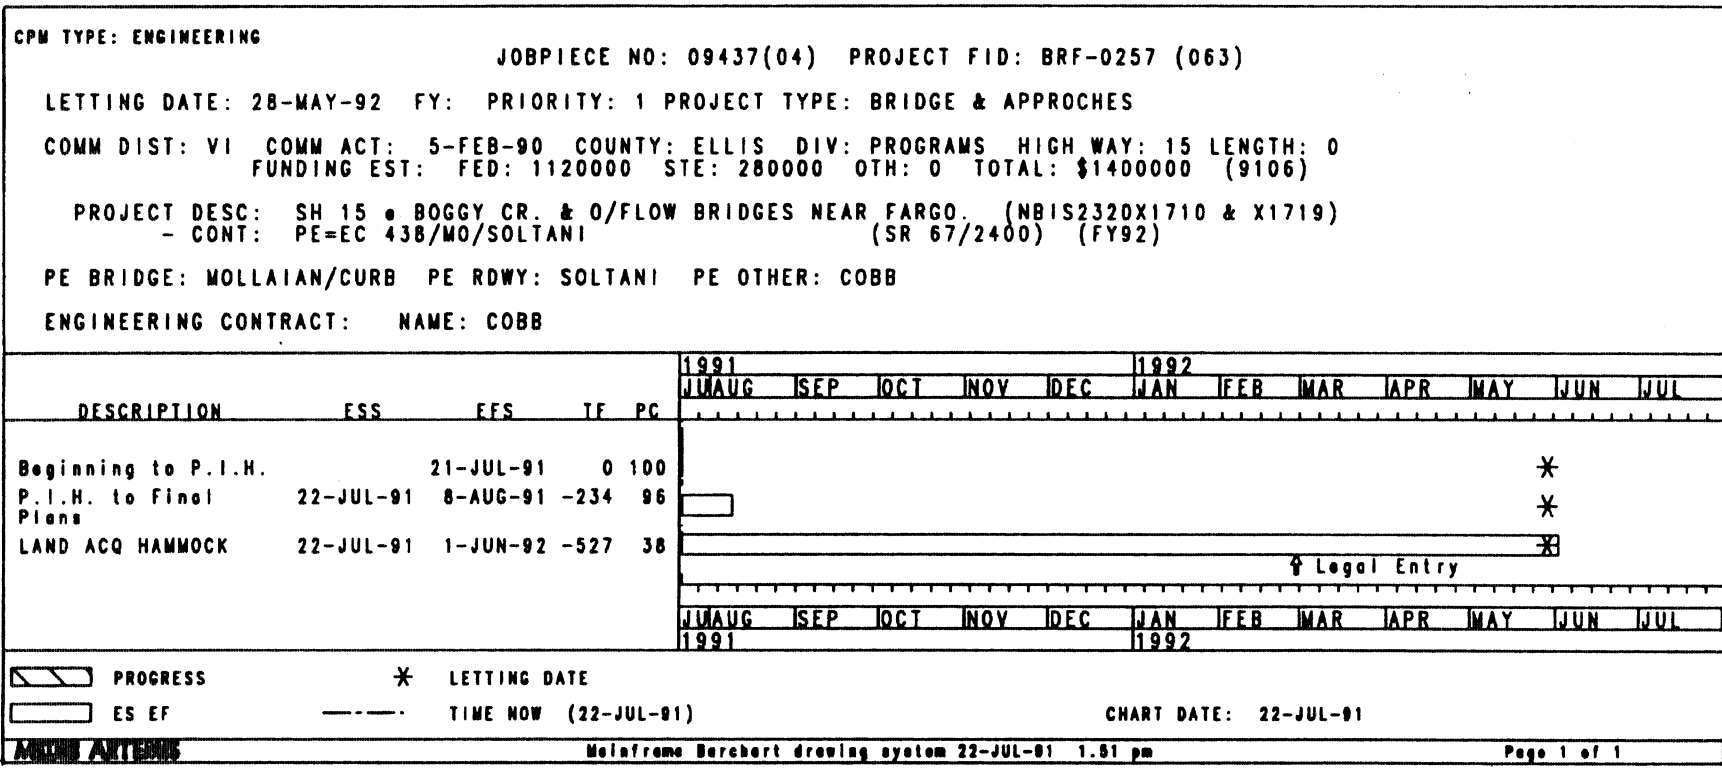 CPM TYPE: ENGINEERING
JOBPIECE NO: 09437(04) PROJECT FID: BRF-0257 (063)
LETTING DATE: 28-MAY-92 FY: PRIORITY: 1 PROJECT TYPE: BRIDGE & APPROCHES
COMM DIST: VI COMM ACT: 5-FEB-90 COUNTY: ELLIS DIV: PROGRAMS HIGH WAY: 15 LENGTH: 0
FUNDING EST: FED: 1120000 STE: 280000 OTH: 0 TOTAL: $1400000 (9106)
PROJECT DESC: SH 15 @ BOGGY CR. & O/FLOW BRIDGES NEAR FARGO. (NBIS2320X1710 & X1719)
- CONT: PE=EC 438/MO/SOLTANI (SR 67/2400) (FY92)
PE BRIDGE: MOLLAIAN/CURB PE RDWY: SOLTANI PE OTHER: COBB
ENGINEERING CONTRACT: NAME: COBB
1991 1992
DESCRIPTION ESS EFS TF PC JU AUG SEP OCT NOV DEC JAN FEB MAR APR MAY JUN JUL
Beginning to P.I.H. 21-JUL-91 0 100
P.I.H. to Final 22-JUL-91 8-AUG-91 -234 96
Plans
LAND ACQ HAMMOCK 22-JUL-91 1-JUN-92 -527 38
Legal Entry
JU AUG SEP OCT NOV DEC JAN FEB MAR APR MAY JUN JUL
1991 1992
PROGRESS * LETTING DATE
ES EF TIME NOW (22-JUL-91) CHART DATE: 22-JUL-91
ARTEMIS Mainframe Barchart drawing system 22-JUL-91 1.51 pm Page 1 of 1